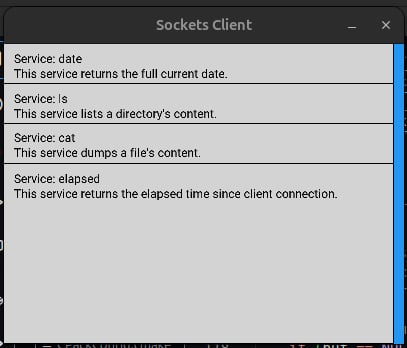 Sockets Client
Service: date
This service returns the full current date.
Service: ls
This service lists a directory's content.
Service: cat
This service dumps a file's content.
Service: elapsed
This service returns the elapsed time since client connection.